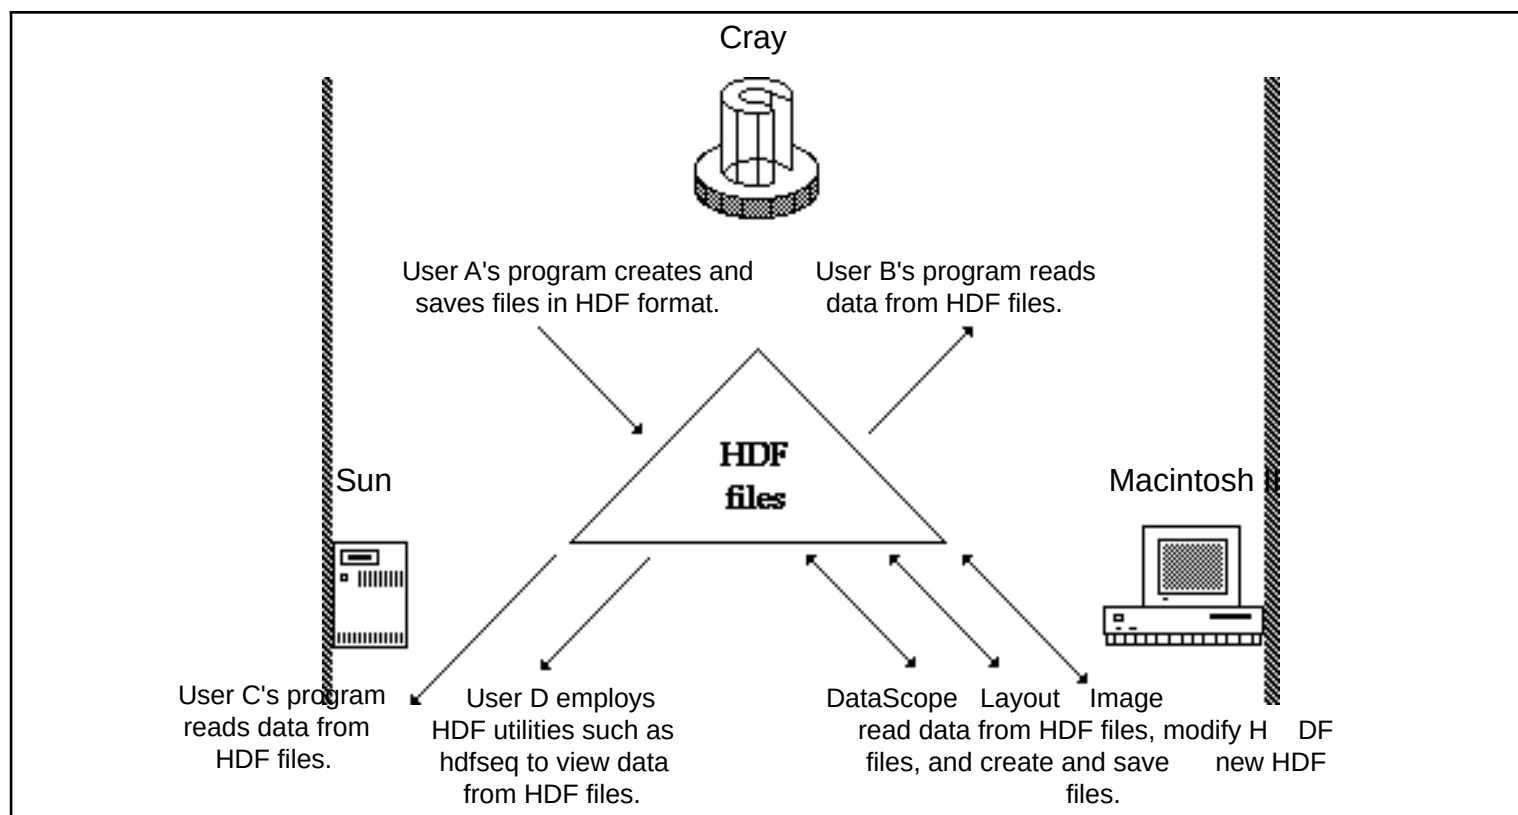 Cray
User A's program creates and
saves files in HDF format.
User B's program reads
data from HDF files.
HDF
files
Sun
Macintosh II
User C's program
reads data from
HDF files.
User D employs
HDF utilities such as
hdfseq to view data
from HDF files.
DataScope Layout Image
read data from HDF files, modify H DF
files, and create and save new HDF
files.